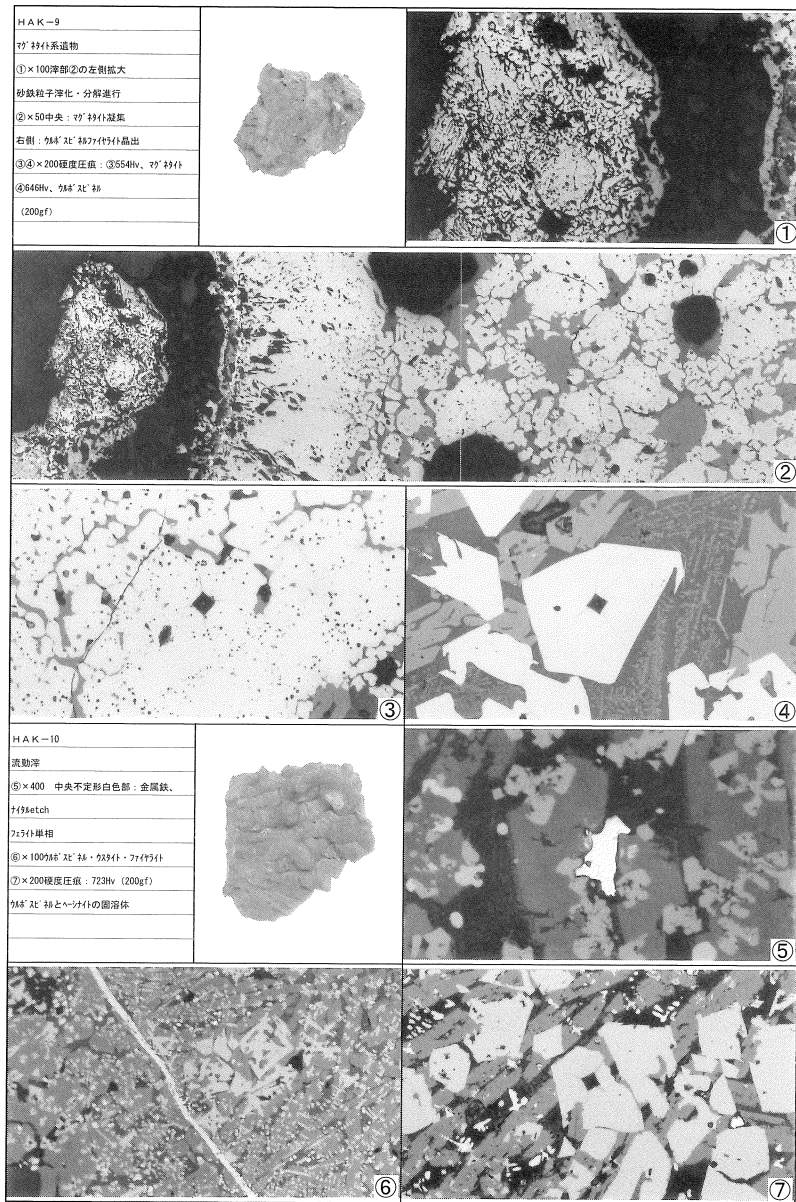 HAK-9
マグネタイト系遺物
①×100滓部②の左側拡大
砂鉄粒子滓化・分解進行
②×50中央：マグネタイト凝集
右側：ウルボスピネルファイヤライト晶出
③④×200硬度圧痕：③554Hv、マグネタイト
④646Hv、ウルボスピネル
(200gf)
①
②
③
④
HAK-10
流動滓
⑤×400 中央不定形白色部：金属鉄、
ナイタルetch
フェライト単相
⑥×100ウルボスピネル・ウスタイト・ファイヤライト
⑦×200硬度圧痕：723Hv (200gf)
ウルボスピネルとヘーシナイトの固溶体
⑤
⑥
⑦